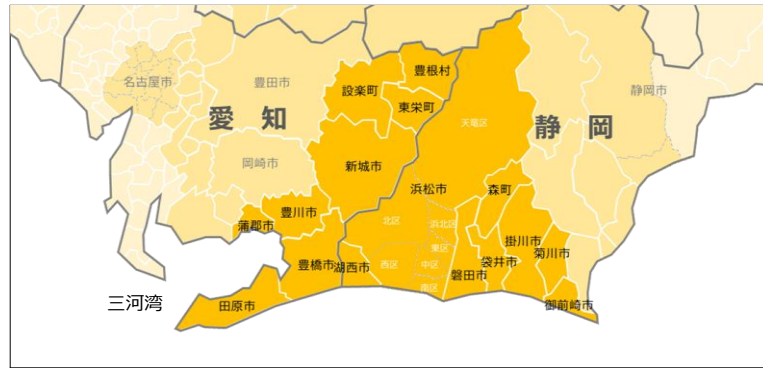 豊根村
設楽町
名古屋市
豊田市
静岡市
東栄町
愛 知
静 岡
天竜区
岡崎市
新城市
浜松市
森町
豊川市
蒲郡市
北区
浜北区
掛川市
東区
菊川市
豊橋市
湖西市
西区
中区
袋井市
磐田市
南区
三河湾
田原市
御前崎市